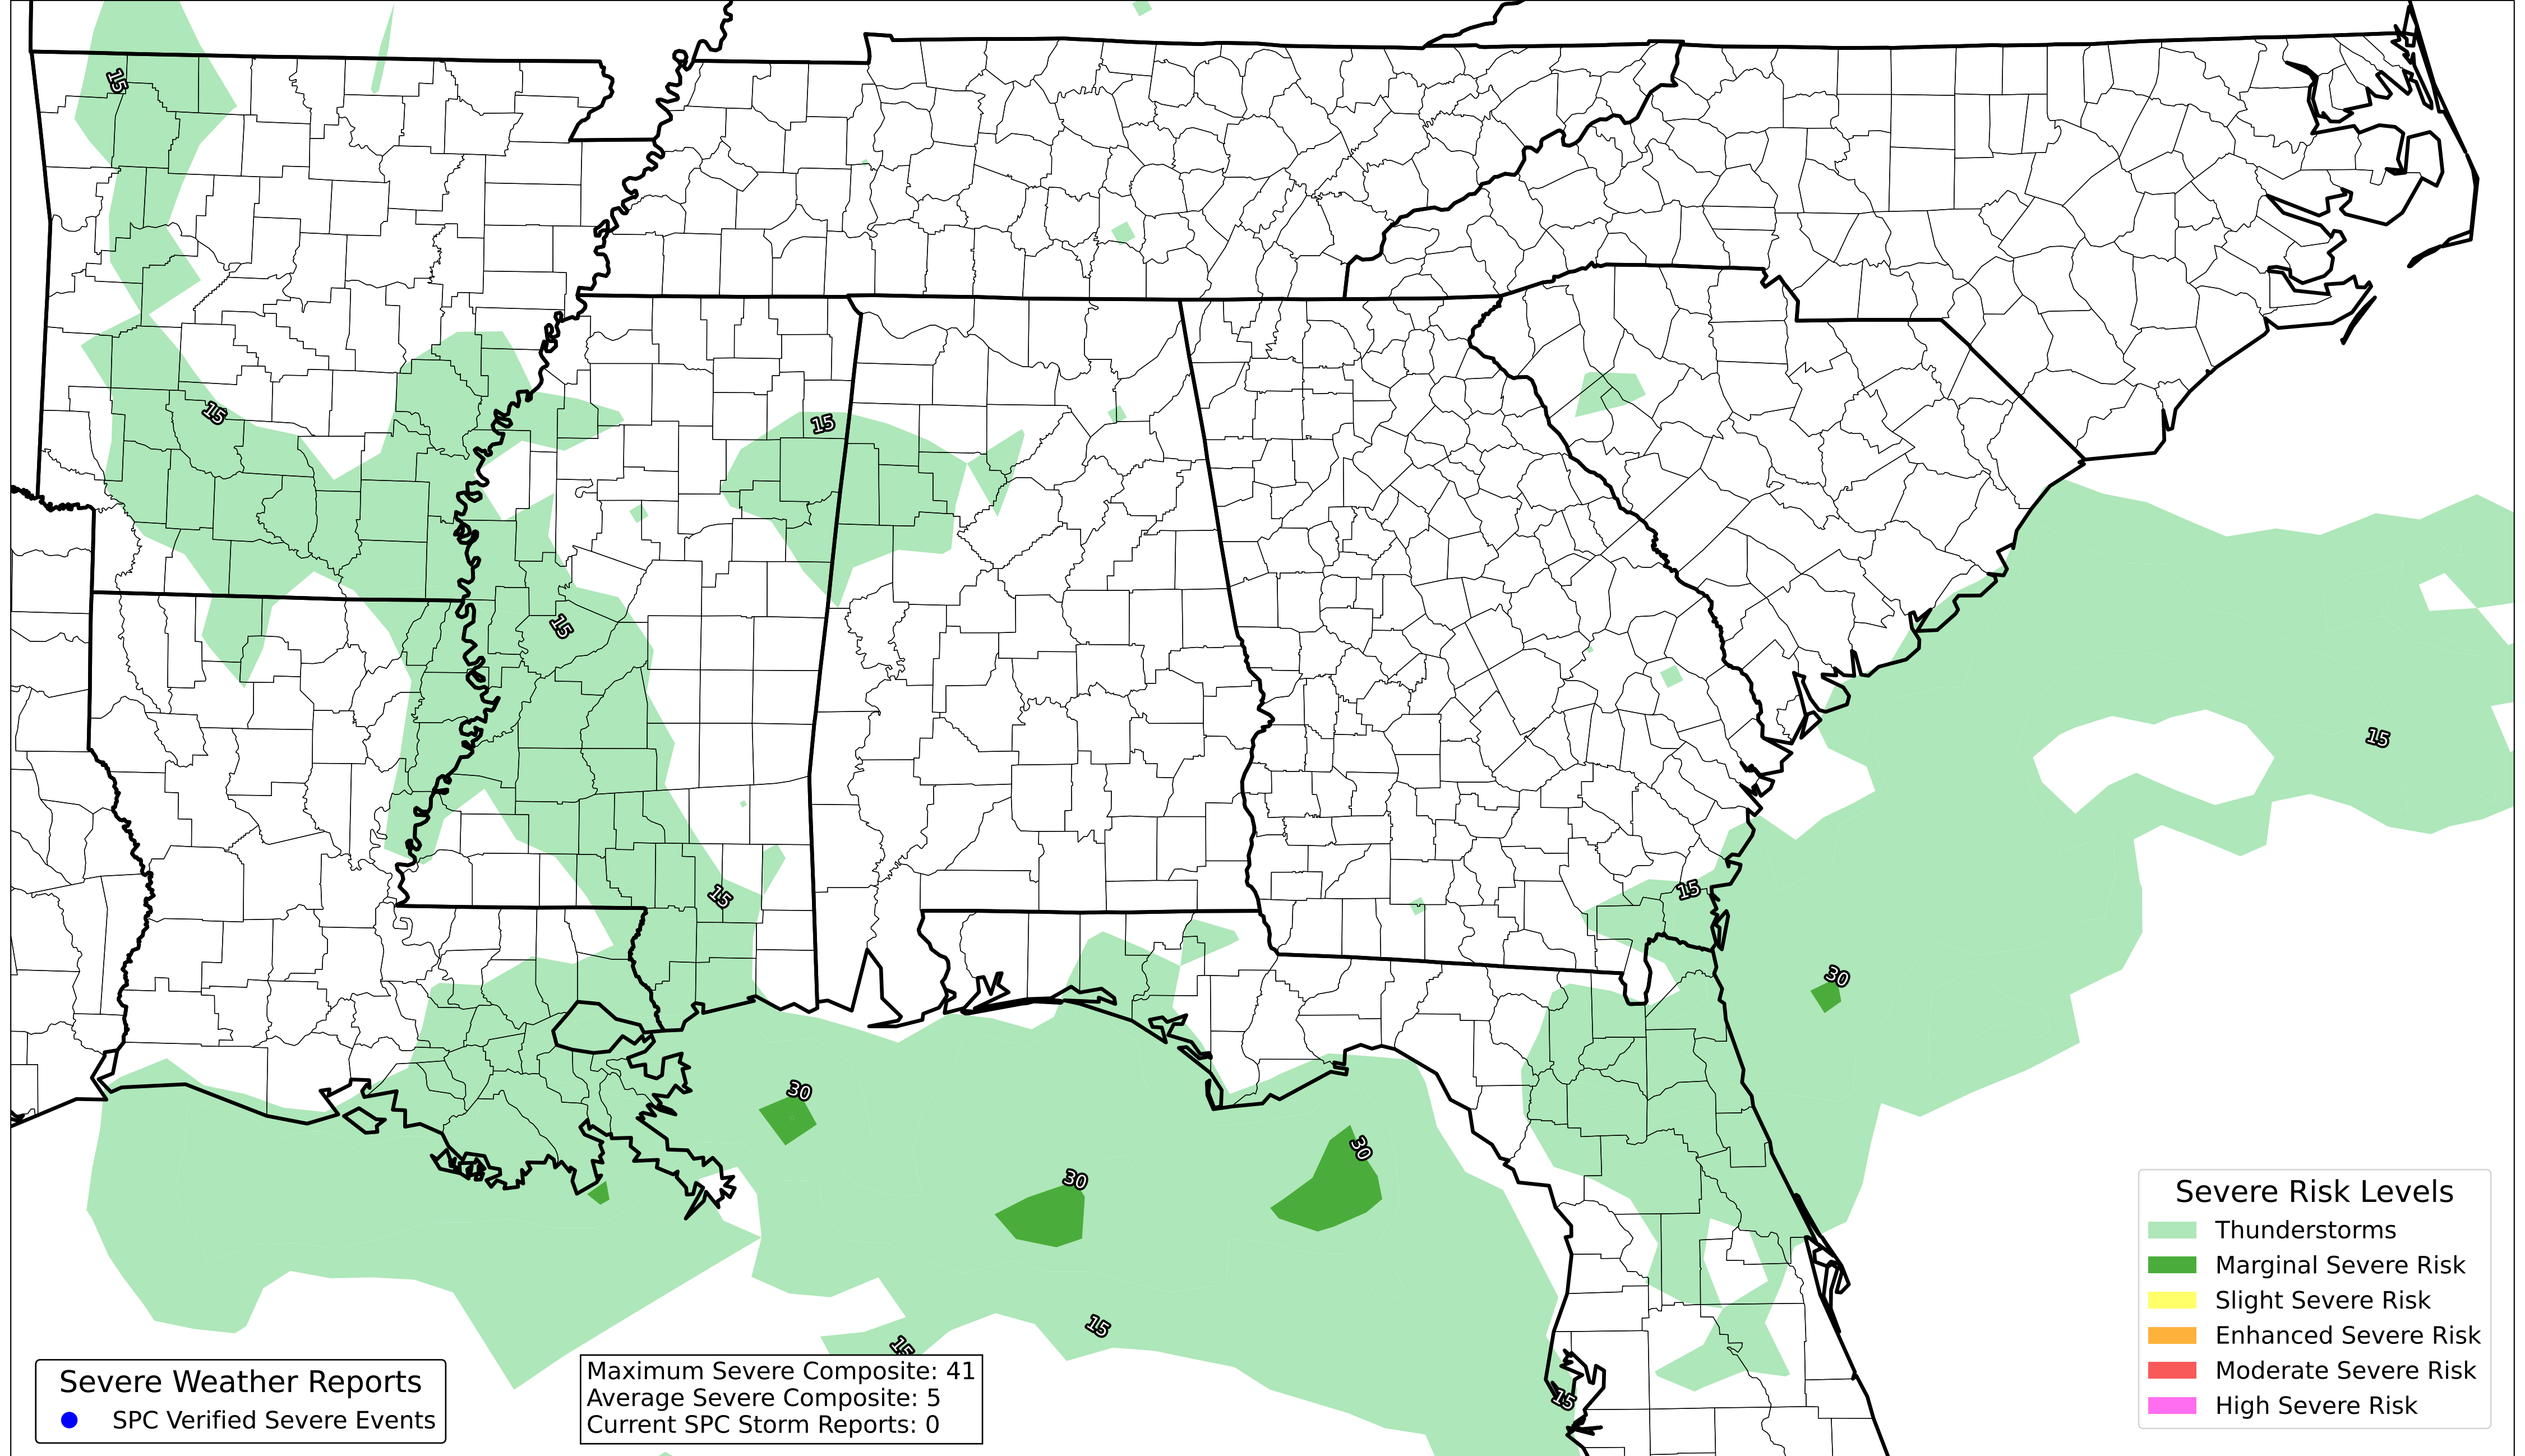 15
15
15
15
15
15
15
30
30
30
30
15
15
15
Severe Risk Levels
Thunderstorms
Marginal Severe Risk
Slight Severe Risk
Enhanced Severe Risk
Moderate Severe Risk
High Severe Risk
Severe Weather Reports
SPC Verified Severe Events
Maximum Severe Composite: 41
Average Severe Composite: 5
Current SPC Storm Reports: 0